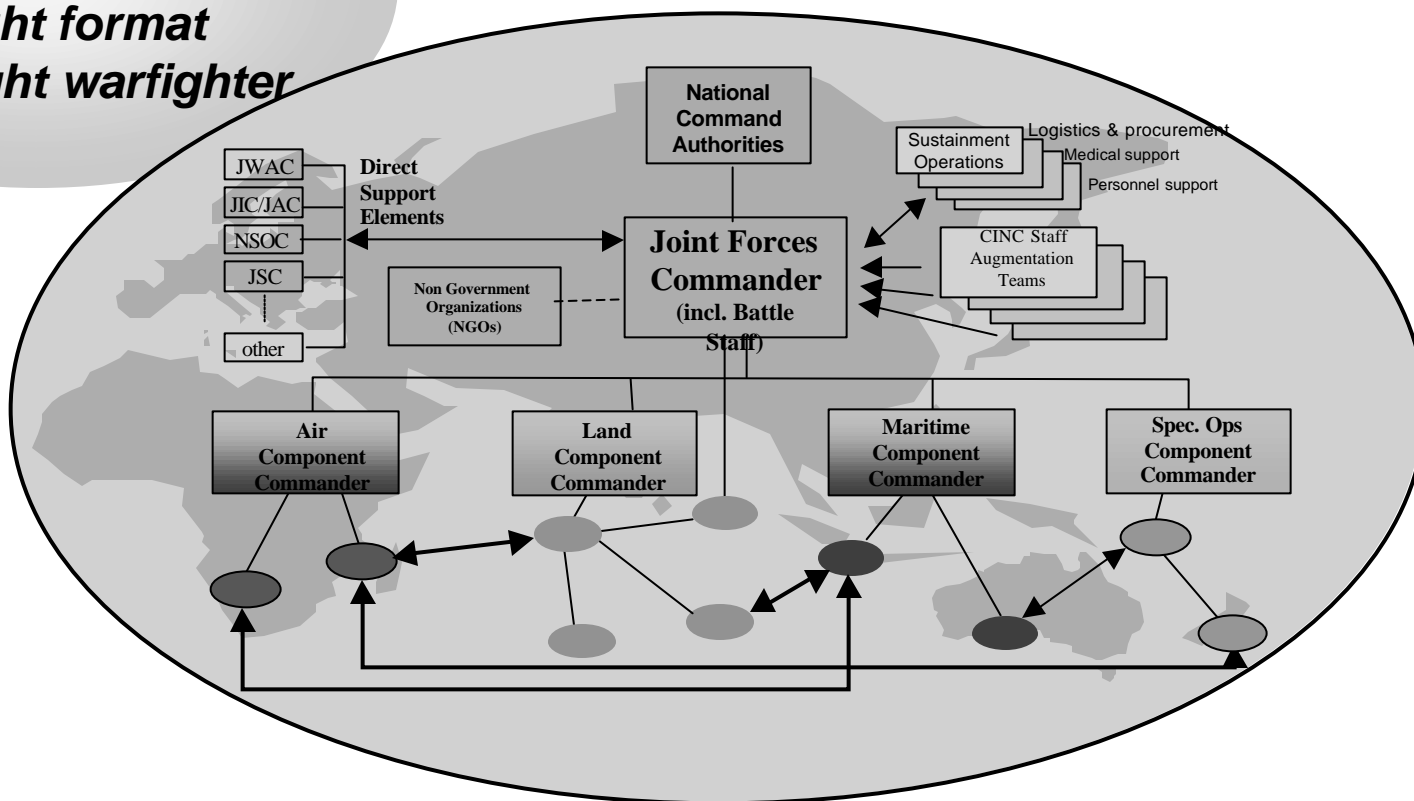 ht format
ght warfighter
National
Command
Authorities
Sustainment
Operations
Logistics & procurement
Medical support
Personnel support
JWAC
JIC/JAC
NSOC
JSC
other
Direct
Support
Elements
Non Government
Organizations
(NGOs)
Joint Forces
Commander
(incl. Battle
Staff)
CINC Staff
Augmentation
Teams
Air
Component
Commander
Land
Component
Commander
Maritime
Component
Commander
Spec. Ops
Component
Commander